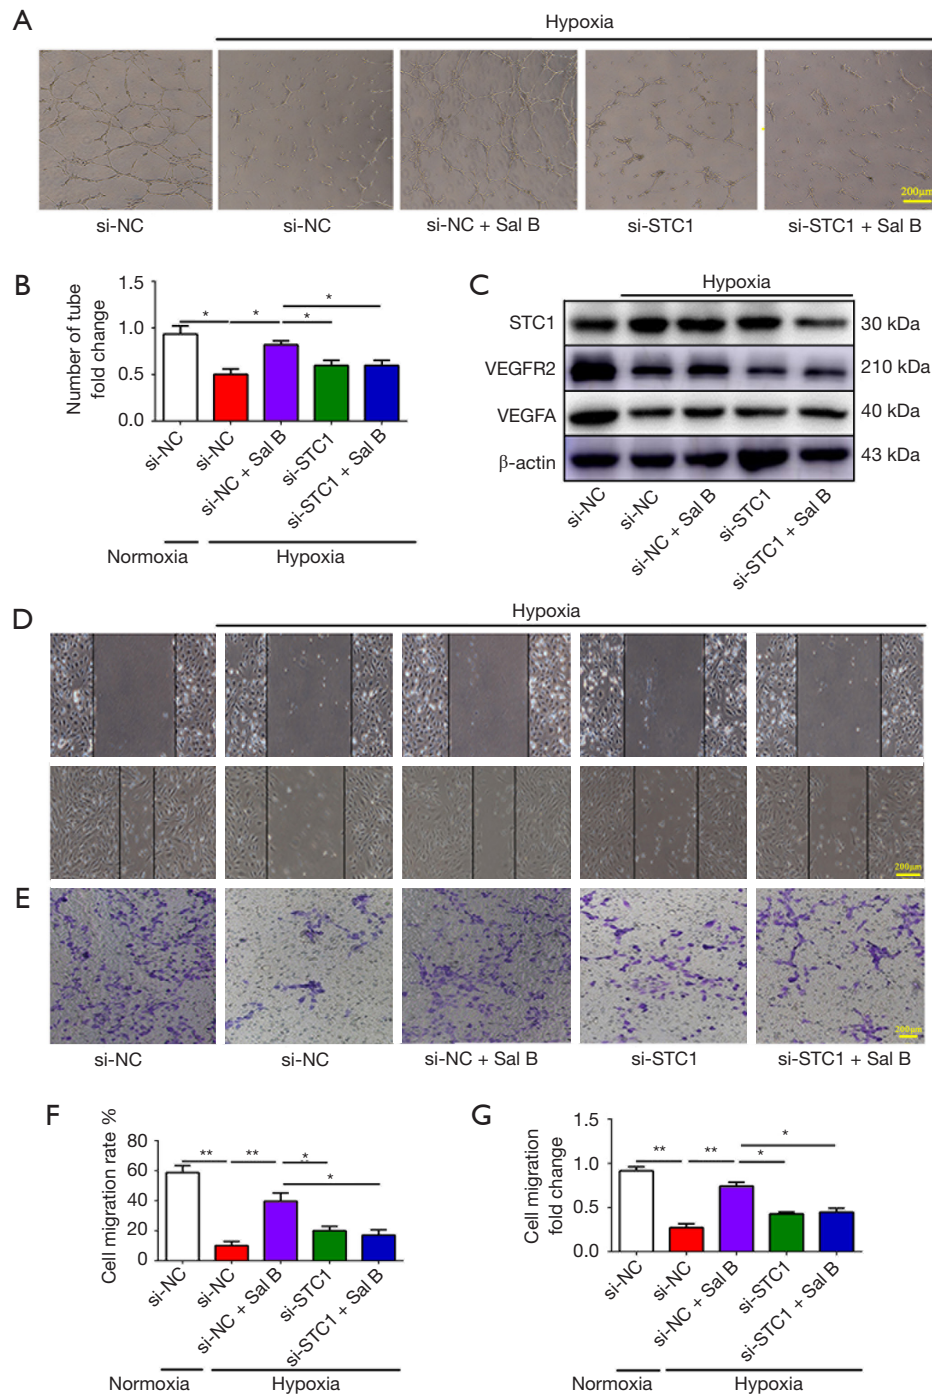 A
Hypoxia
200μm
si-NC
si-NC
si-NC + Sal B
si-STC1
si-STC1 + Sal B
B
Number of tube
fold change
1.5
1.0
0.5
0.0
*
*
*
*
si-NC
si-NC
si-NC + Sal B
si-STC1
si-STC1 + Sal B
Normoxia
Hypoxia
C
Hypoxia
STC1
30 kDa
VEGFR2
210 kDa
VEGFA
40 kDa
β-actin
43 kDa
si-NC
si-NC
si-NC + Sal B
si-STC1
si-STC1 + Sal B
D
Hypoxia
200μm
E
200μm
si-NC
si-NC
si-NC + Sal B
si-STC1
si-STC1 + Sal B
F
Cell migration rate %
80
60
40
20
0
**
**
*
*
si-NC
si-NC
si-NC + Sal B
si-STC1
si-STC1 + Sal B
Normoxia
Hypoxia
G
Cell migration
fold change
1.5
1.0
0.5
0.0
**
**
*
*
si-NC
si-NC
si-NC + Sal B
si-STC1
si-STC1 + Sal B
Normoxia
Hypoxia